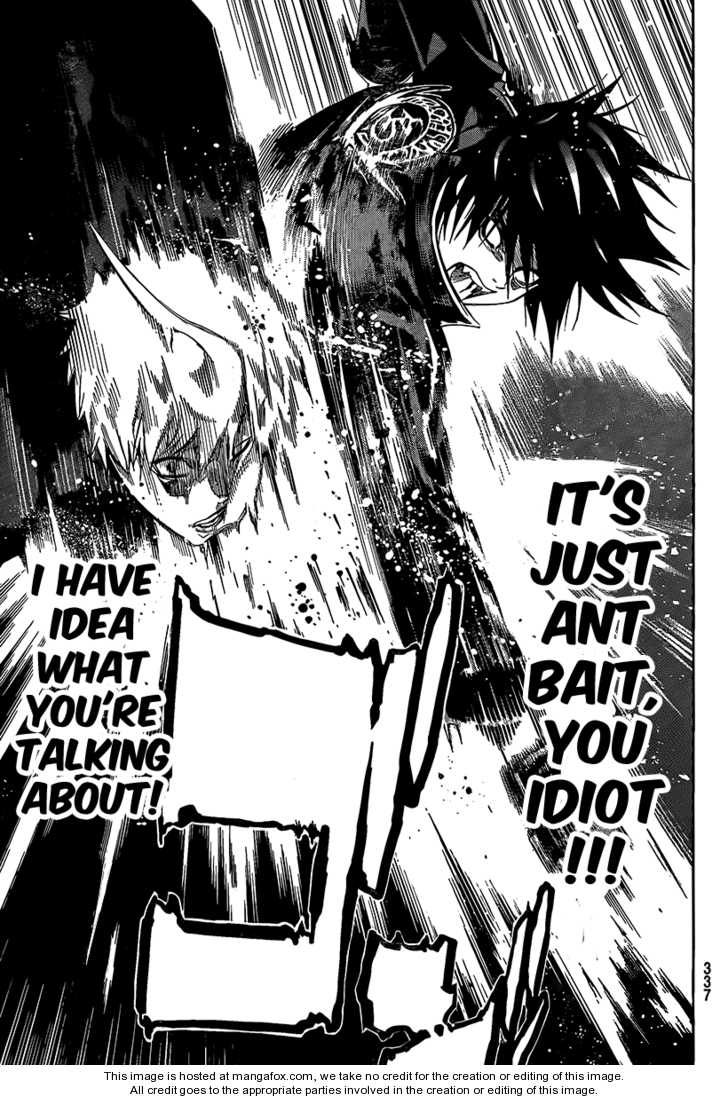 IT'S
JUST
ANT
BAIT,
YOU
IDIOT
!!!
I HAVE
IDEA
WHAT
YOU'RE
TALKING
ABOUT!
337
This image is hosted at mangafox.com, we take no credit for the creation or editing of this image.
All credit goes to the appropriate parties involved in the creation or editing of this image.